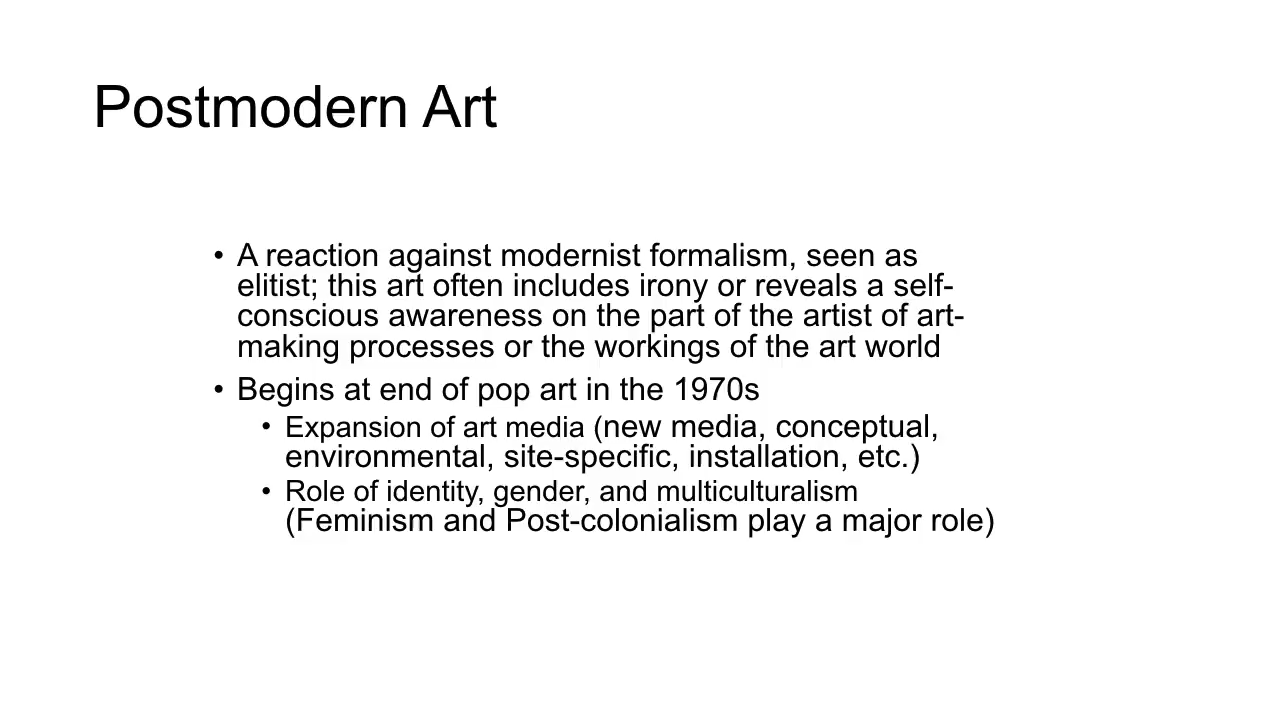 Postmodern Art
• A reaction against modernist formalism, seen as
elitist; this art often includes irony or reveals a self-
conscious awareness on the part of the artist of art-
making processes or the workings of the art world
• Begins at end of pop art in the 1970s
• Expansion of art media (new media, conceptual,
environmental, site-specific, installation, etc.)
• Role of identity, gender, and multiculturalism
(Feminism and Post-colonialism play a major role)